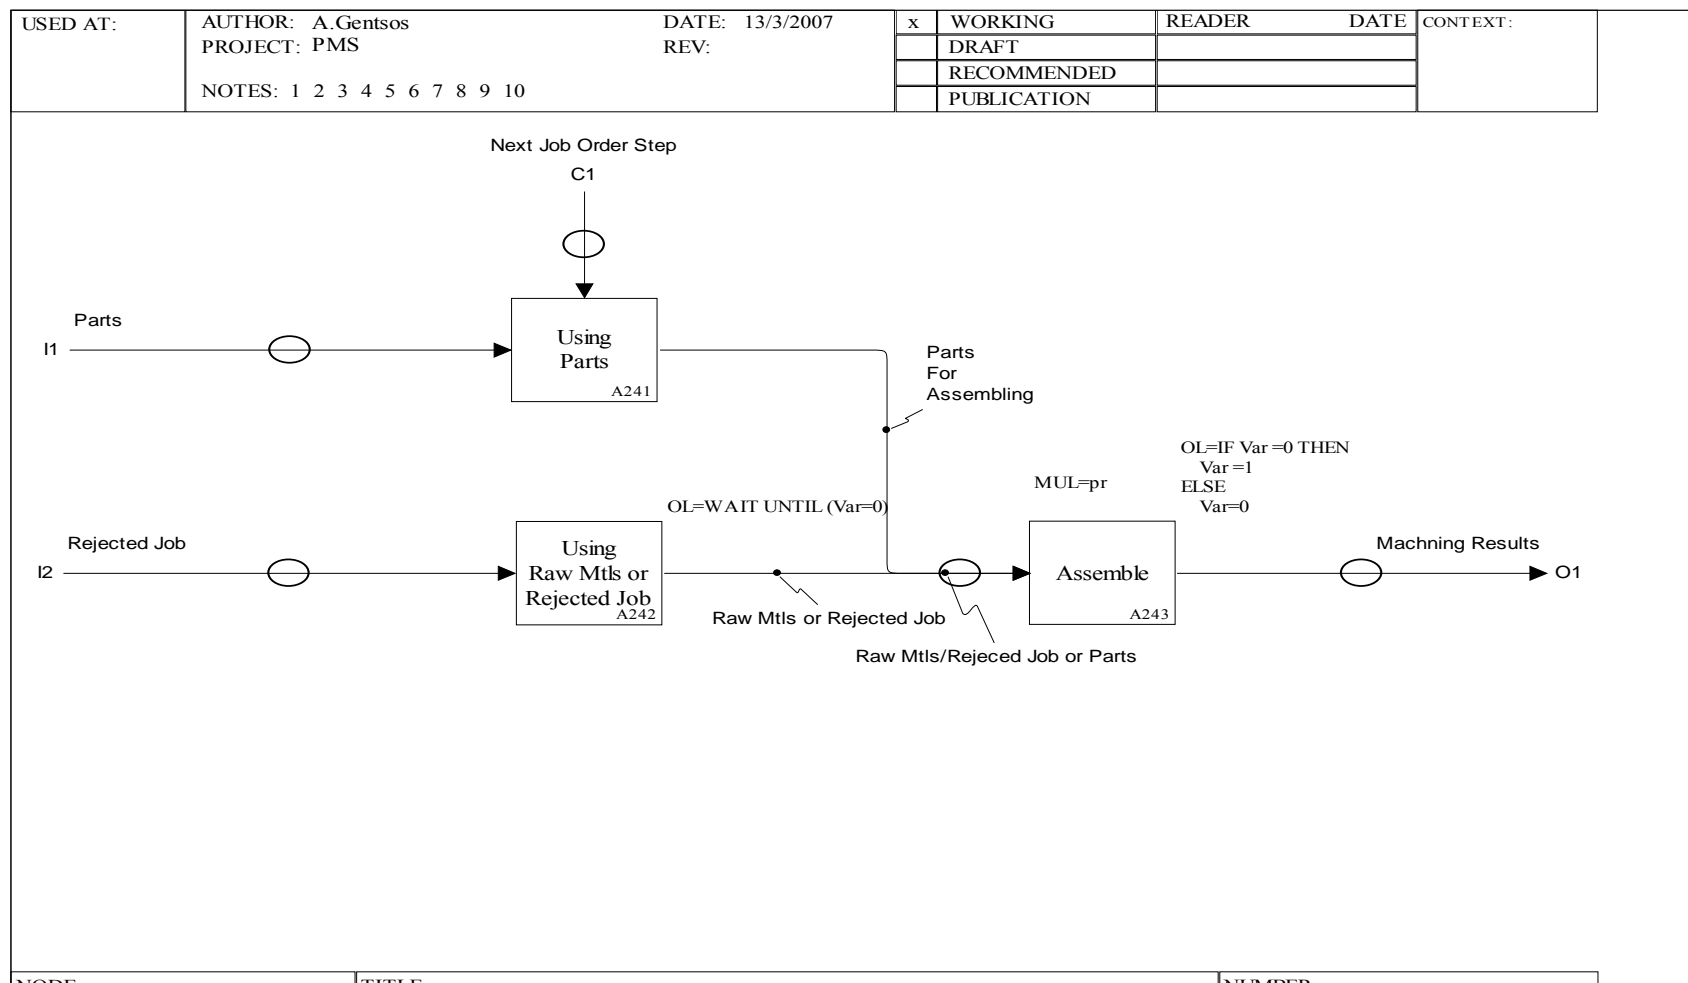 USED AT:
AUTHOR: A.Gentsos
DATE: 13/3/2007
PROJECT: PMS
REV:
NOTES: 1 2 3 4 5 6 7 8 9 10
x WORKING
DRAFT
RECOMMENDED
PUBLICATION
READER DATE
CONTEXT:
Next Job Order Step
C1
Parts
I1
Using
Parts
A241
Parts
For
Assembling
OL=IF Var =0 THEN
Var =1
ELSE
Var=0
MUL=pr
OL=WAIT UNTIL (Var=0)
Rejected Job
I2
Using
Raw Mtls or
Rejected Job
A242
Assemble
A243
Machning Results
O1
Raw Mtls or Rejected Job
Raw Mtls/Rejeced Job or Parts
NODE
TITLE
NUMBER